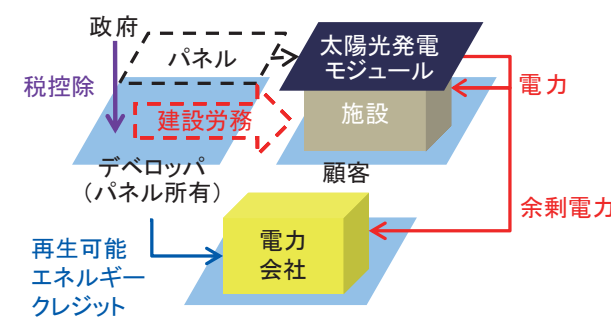 政府
パネル
太陽光発電
モジュール
税控除
電力
建設労務
施設
デベロッパ
（パネル所有）
顧客
余剰電力
再生可能
エネルギー
クレジット
電力
会社